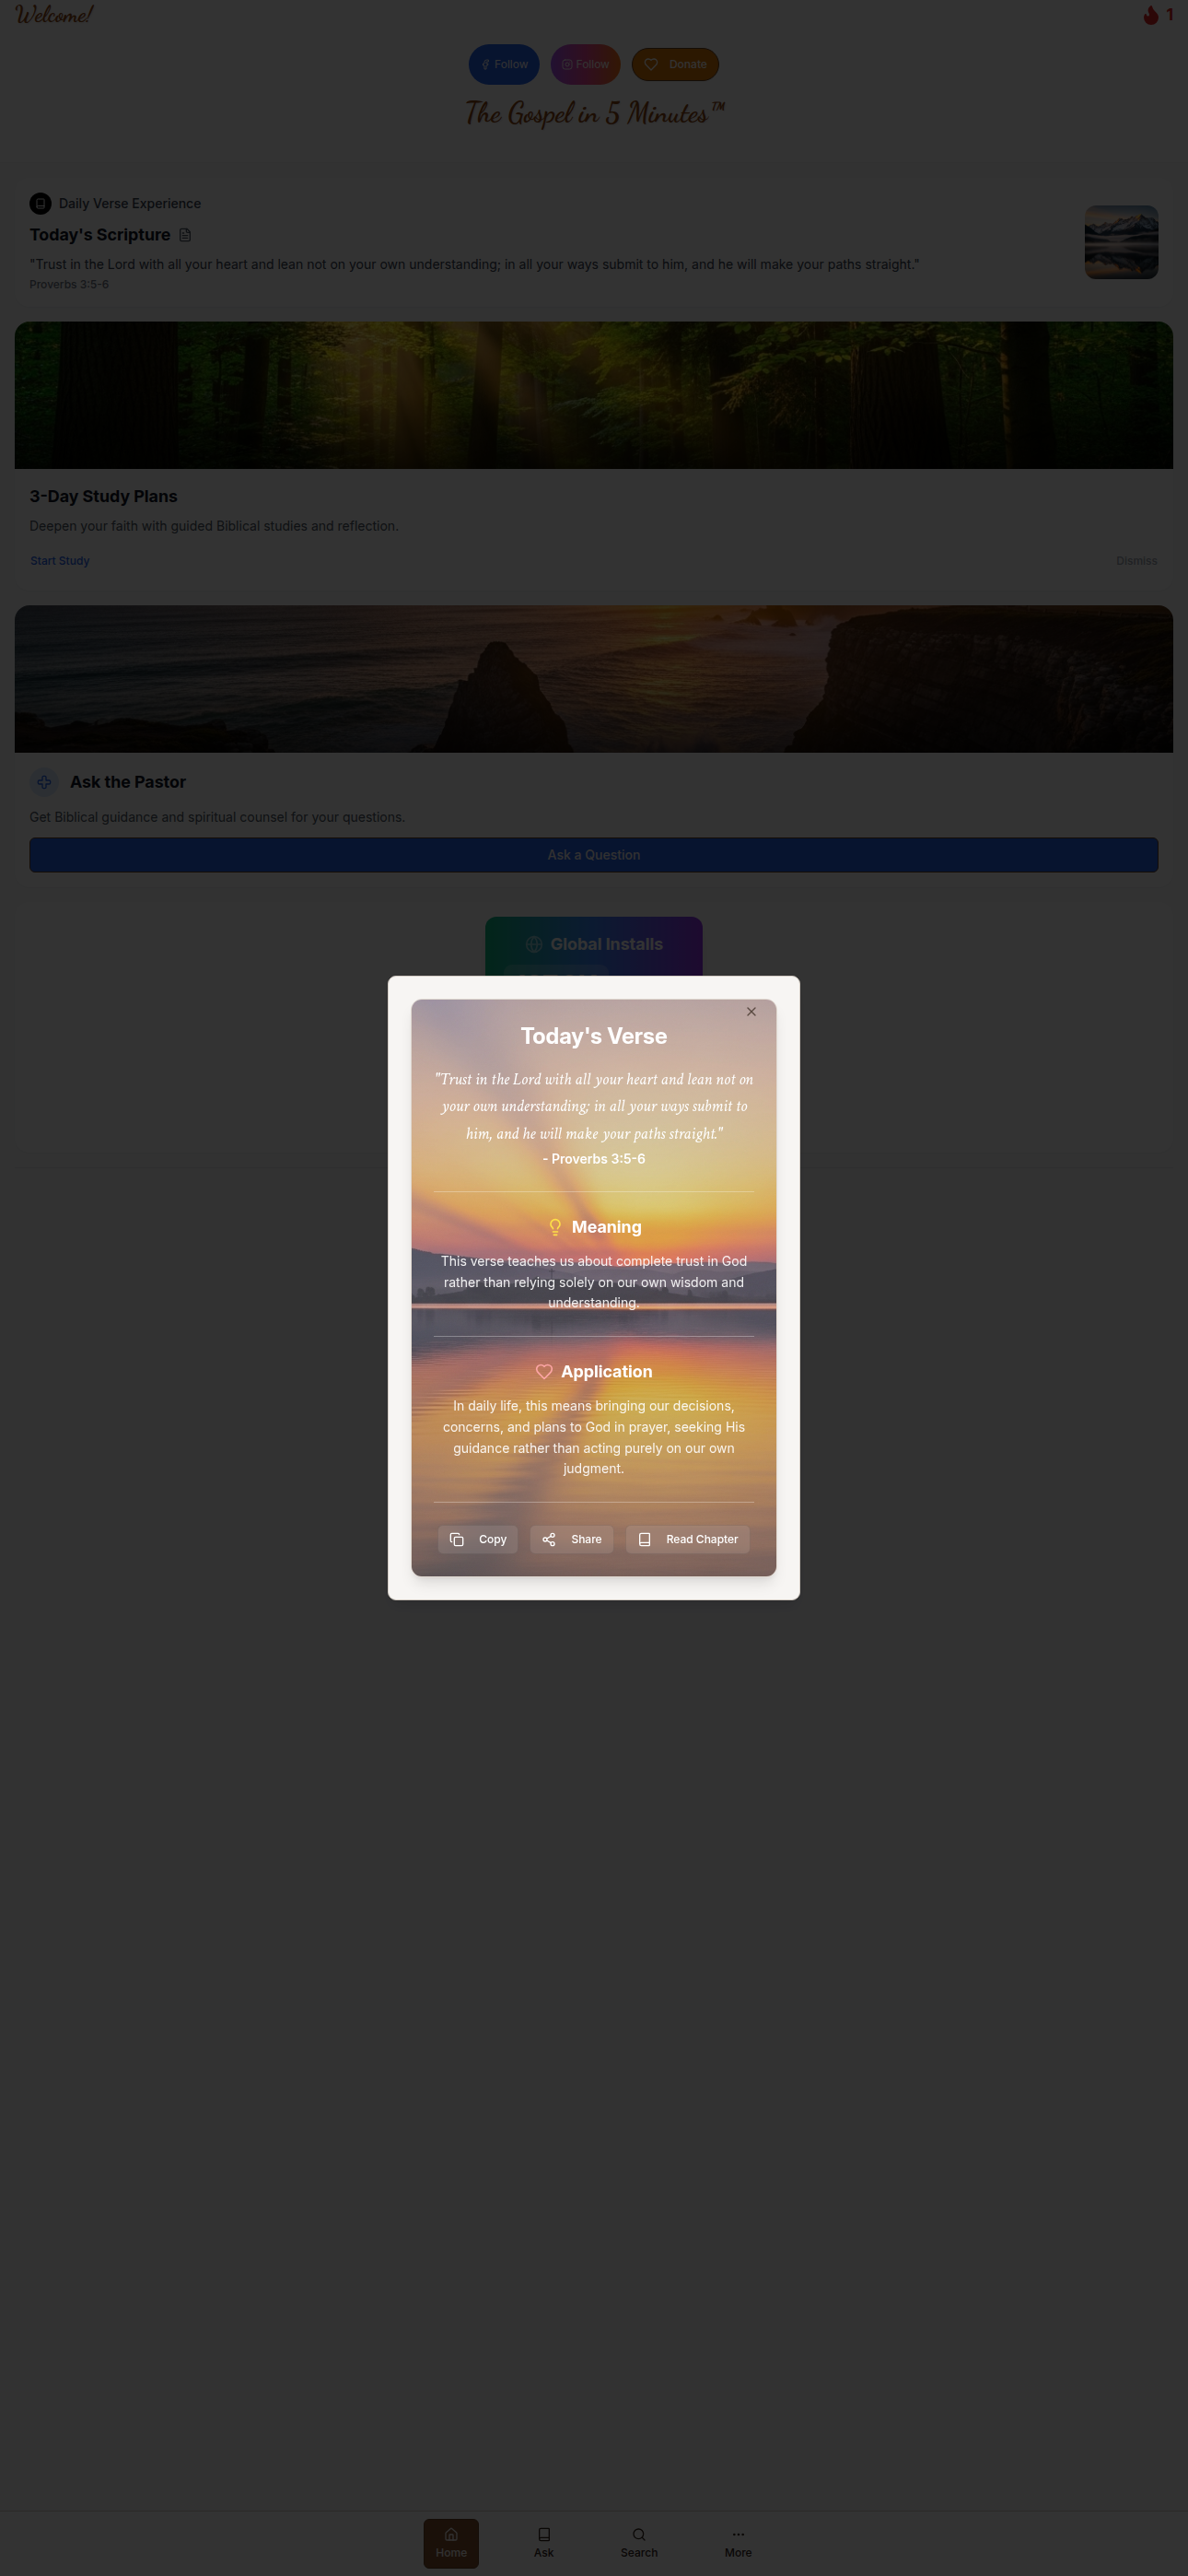 Welcome!
1
Follow
Follow
Donate
The Gospel in 5 Minutes™
Daily Verse Experience
Today's Scripture
"Trust in the Lord with all your heart and lean not on your own understanding; in all your ways submit to him, and he will make your paths straight."
Proverbs 3:5-6
3-Day Study Plans
Deepen your faith with guided Biblical studies and reflection.
Start Study
Dismiss
Ask the Pastor
Get Biblical guidance and spiritual counsel for your questions.
Ask a Question
Global Installs
Today's Verse
"Trust in the Lord with all your heart and lean not on
your own understanding; in all your ways submit to
him, and he will make your paths straight."
- Proverbs 3:5-6
Meaning
This verse teaches us about complete trust in God
rather than relying solely on our own wisdom and
understanding.
Application
In daily life, this means bringing our decisions,
concerns, and plans to God in prayer, seeking His
guidance rather than acting purely on our own
judgment.
Copy
Share
Read Chapter
Home
Ask
Search
More